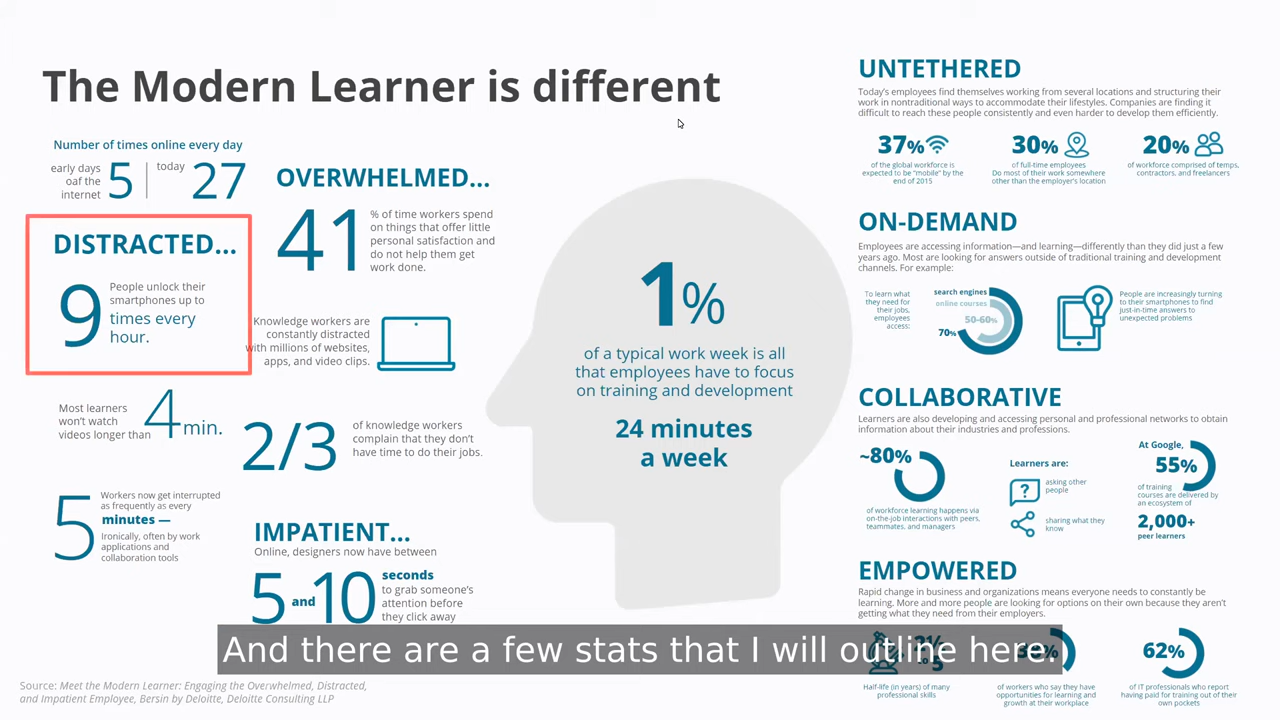 The Modern Learner is different
Number of times online every day
early days
oaf the
internet
5
today
27
DISTRACTED...
9
People unlock their
smartphones up to
times every
hour.
Most learners
won't watch
videos longer than
4 min.
5
Workers now get interrupted
as frequently as every
minutes —
Ironically, often by work
applications and
collaboration tools
OVERWHELMED...
41
% of time workers spend
on things that offer little
personal satisfaction and
do not help them get
work done.
Knowledge workers are
constantly distracted
with millions of websites,
apps, and video clips.
2/3
of knowledge workers
complain that they don't
have time to do their jobs.
IMPATIENT...
Online, designers now have between
5 and 10
seconds
to grab someone's
attention before
they click away
1%
of a typical work week is all
that employees have to focus
on training and development
24 minutes
a week
UNTETHERED
Today's employees find themselves working from several locations and structuring their
work in nontraditional ways to accommodate their lifestyles. Companies are finding it
difficult to reach these people consistently and even harder to develop them efficiently.
37%
of the global workforce is
expected to be "mobile" by the
end of 2015
30%
of full-time employees
Do most of their work somewhere
other than the employer's location
20%
of workforce comprised of temps,
contractors, and freelancers
ON-DEMAND
Employees are accessing information—and learning—differently than they did just a few
years ago. Most are looking for answers outside of traditional training and development
channels. For example:
To learn what
they need for
their jobs,
employees
access:
search engines
online courses
50-60%
70%
People are increasingly turning
to their smartphones to find
just-in-time answers to
unexpected problems
COLLABORATIVE
Learners are also developing and accessing personal and professional networks to obtain
information about their industries and professions.
~80%
of workforce learning happens via
on-the-job interactions with peers,
teammates, and managers
Learners are:
asking other
people
sharing what they
know
At Google,
55%
of training
courses are delivered by
an ecosystem of
2,000+
peer learners
EMPOWERED
Rapid change in business and organizations means everyone needs to constantly be
learning. More and more people are looking for options on their own because they aren't
getting what they need from their employers.
Half-life (in years) of many
professional skills
of workers who say they have
opportunities for learning and
growth at their workplace
62%
of IT professionals who report
having paid for training out of their
own pockets
And there are a few stats that I will outline here.
Source: Meet the Modern Learner: Engaging the Overwhelmed, Distracted,
and Impatient Employee, Bersin by Deloitte, Deloitte Consulting LLP